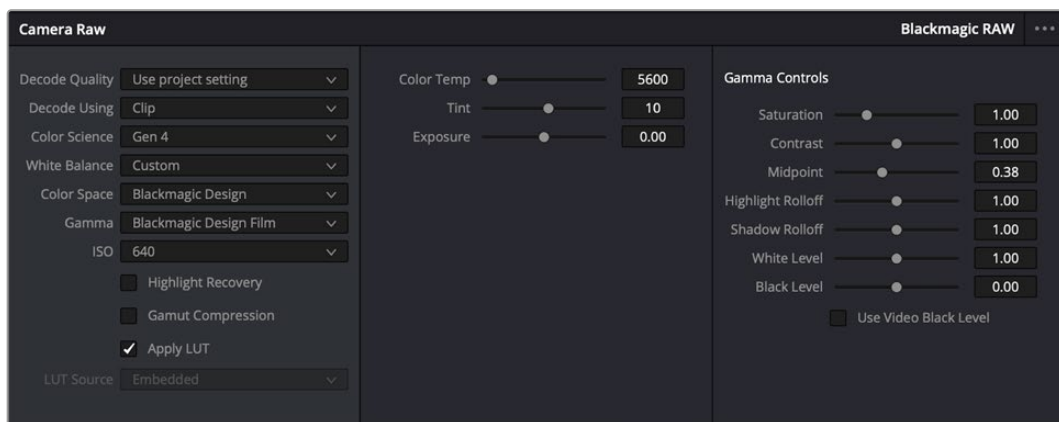 Camera Raw
Blackmagic RAW
Decode Quality Use project setting
Decode Using Clip
Color Science Gen 4
White Balance Custom
Color Space Blackmagic Design
Gamma Blackmagic Design Film
ISO 640
Highlight Recovery
Gamut Compression
Apply LUT
LUT Source Embedded
Color Temp 5600
Tint 10
Exposure 0.00
Gamma Controls
Saturation 1.00
Contrast 1.00
Midpoint 0.38
Highlight Rolloff 1.00
Shadow Rolloff 1.00
White Level 1.00
Black Level 0.00
Use Video Black Level